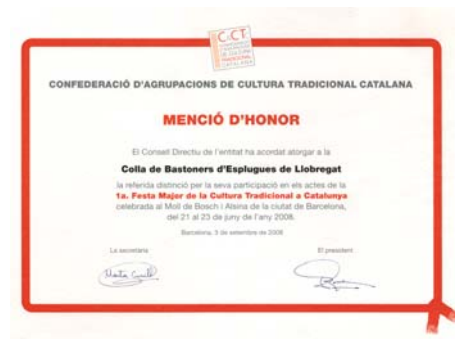 C·CT
CONFEDERACIÓ D'AGRUPACIONS DE CULTURA TRADICIONAL CATALANA
MENCIÓ D'HONOR
El Consell Directiu de l'entitat ha acordat atorgar a la
Colla de Bastoners d'Esplugues de Llobregat
la referida distinció per la seva participació en els actes de la
1a. Festa Major de la Cultura Tradicional a Catalunya
celebrada al Moll de Bosch i Alsina de la ciutat de Barcelona,
del 21 al 23 de juny de l'any 2008.
Barcelona, 3 de setembre de 2008
La secretària
El president